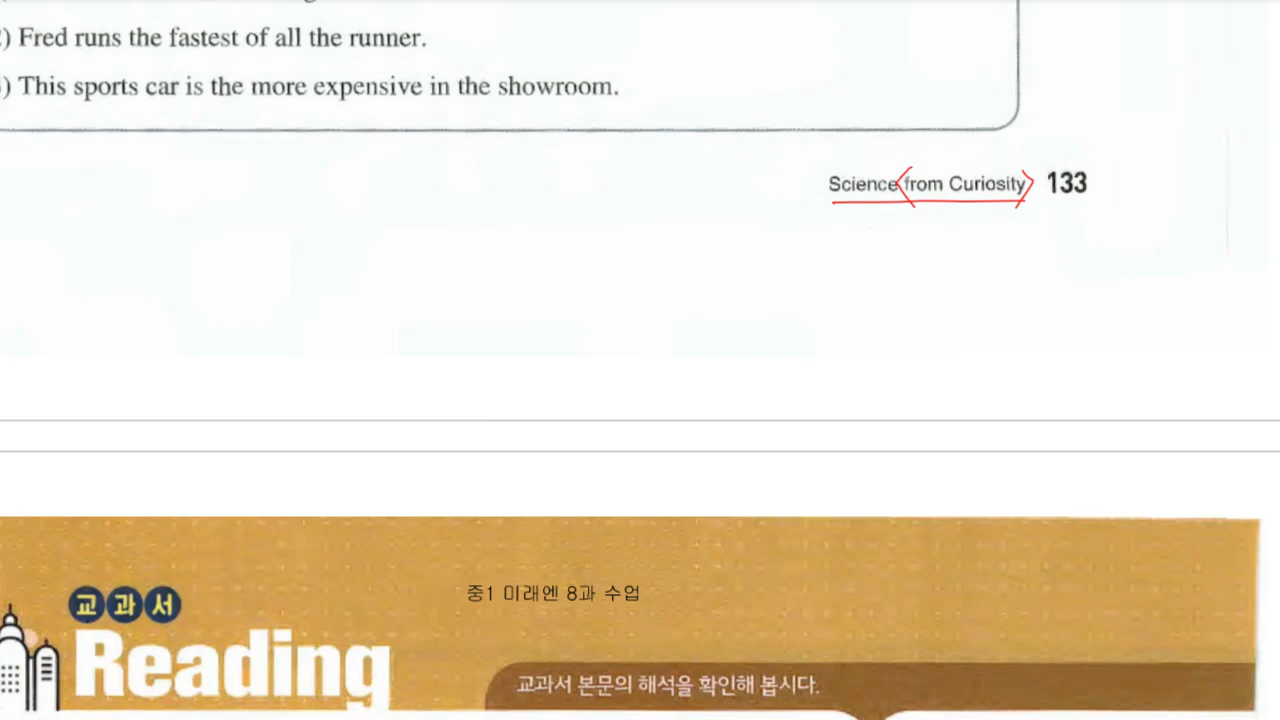 ) Fred runs the fastest of all the runner.
) This sports car is the more expensive in the showroom.
Science from Curiosity 133
중1 미래엔 8과 수업
교과서
Reading
교과서 본문의 해석을 확인해 봅시다.